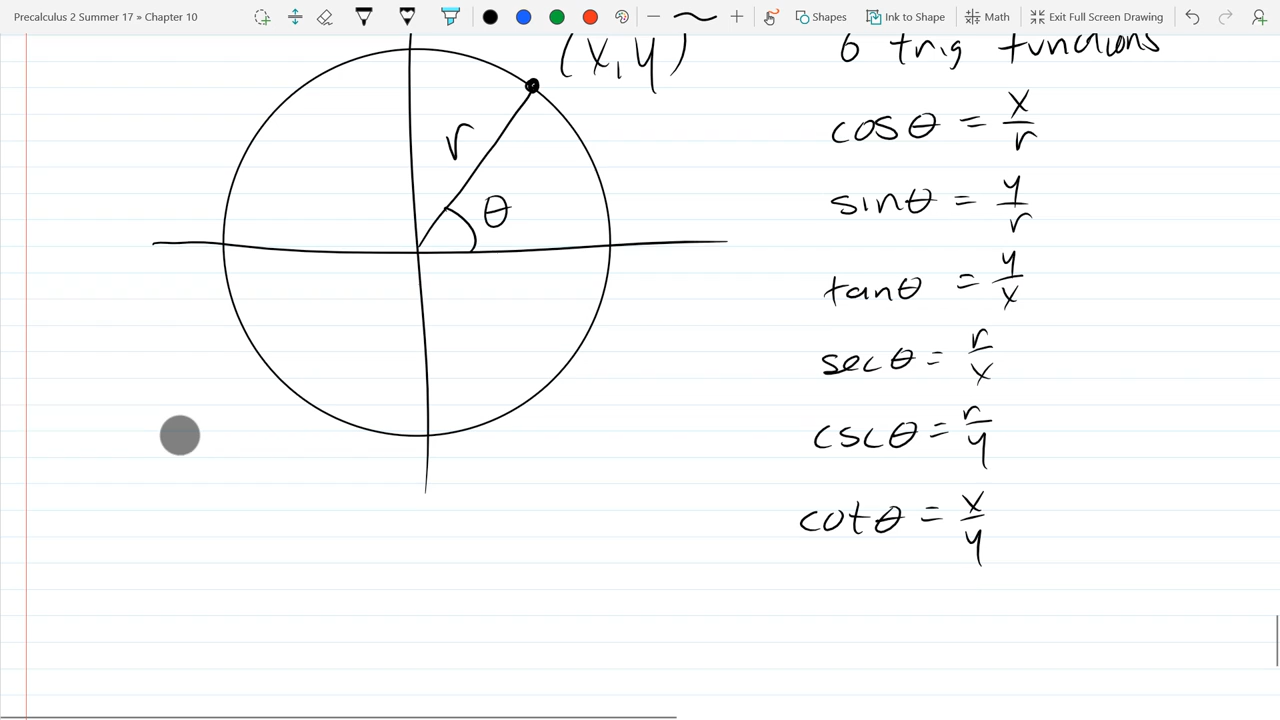 Precalculus 2 Summer 17 » Chapter 10
Shapes
Ink to Shape
Math
Exit Full Screen Drawing
(x,y)
6 trig functions
r
θ
cosθ = x/r
sinθ = y/r
tanθ = y/x
secθ = r/x
cscθ = r/y
cotθ = x/y